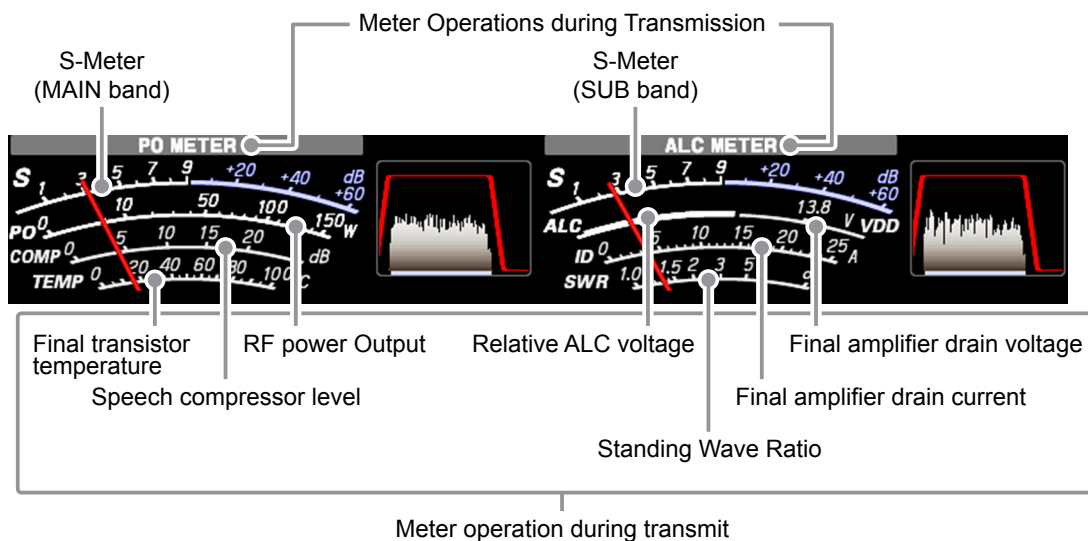 Meter Operations during Transmission
S-Meter
(MAIN band)
S-Meter
(SUB band)
PO METER
S 1 3 5 7 9 +20 +40 +60 dB
PO 0 10 50 100 150 W
COMP 0 5 10 15 20 dB
TEMP 0 20 40 60 80 100 °C
ALC METER
S 1 3 5 7 9 +20 +40 +60 dB
ALC 13.8 V VDD
ID 0 5 10 15 20 25 A
SWR 1.0 1.5 2 3 5
Final transistor
temperature
RF power Output
Relative ALC voltage
Final amplifier drain voltage
Speech compressor level
Final amplifier drain current
Standing Wave Ratio
Meter operation during transmit